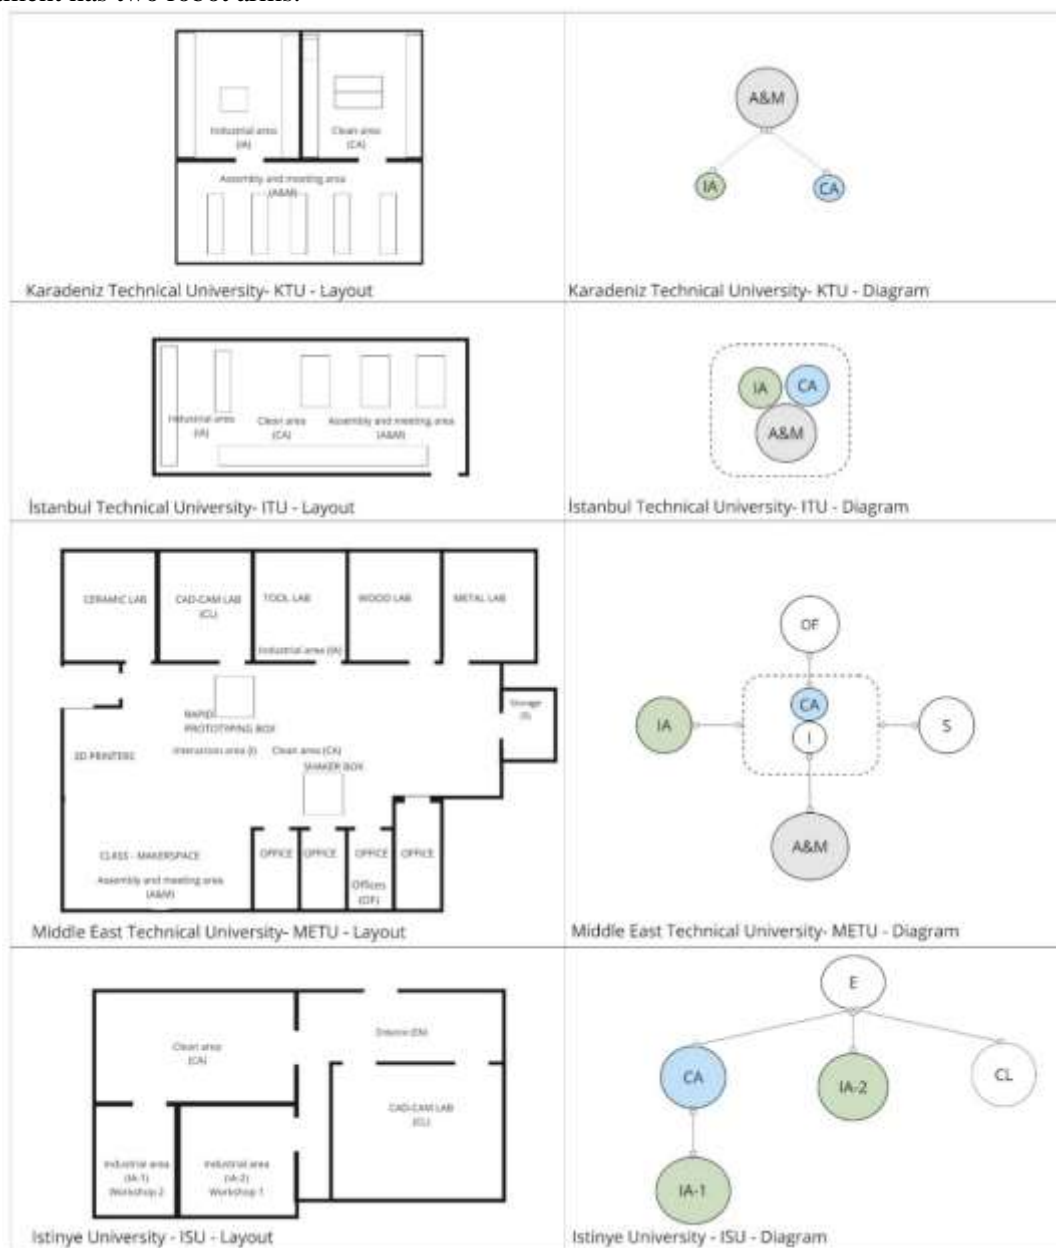 ment has two robot arms.
Industrial area
(IA)
Clean area
(CA)
Assembly and meeting area
(A&M)
Karadeniz Technical University- KTU - Layout
A&M
IA
CA
Karadeniz Technical University- KTU - Diagram
Industrial area
(IA)
Clean area
(CA)
Assembly and meeting area
(A&M)
İstanbul Technical University- ITU - Layout
IA
CA
A&M
İstanbul Technical University- ITU - Diagram
CERAMIC LAB
CAD-CAM LAB
(CL)
TOOL LAB
WOOD LAB
METAL LAB
Industrial area (IA)
Storage
(S)
RAPID
PROTOTYPING BOX
Interaction area (I)
Clean area (CA)
3D PRINTERS
SHAKER BOX
CLASS - MAKERSPACE
Assembly and meeting area
(A&M)
OFFICE
OFFICE
OFFICE
OFFICE
Offices
(OF)
Middle East Technical University- METU - Layout
OF
CA
I
IA
S
A&M
Middle East Technical University- METU - Diagram
Clean area
(CA)
(EN)
CAD-CAM LAB
(CL)
Industrial area
(IA-1)
Workshop 2
Industrial area
(IA-2)
Workshop 1
Istinye University - ISU - Layout
E
CA
IA-2
CL
IA-1
Istinye University - ISU - Diagram